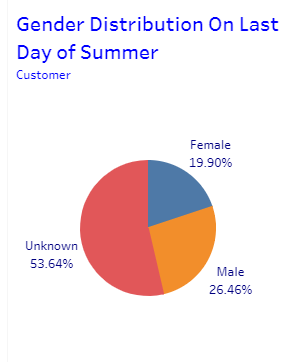 Gender Distribution On Last
Day of Summer
Customer
Female
19.90%
Unknown
53.64%
Male
26.46%